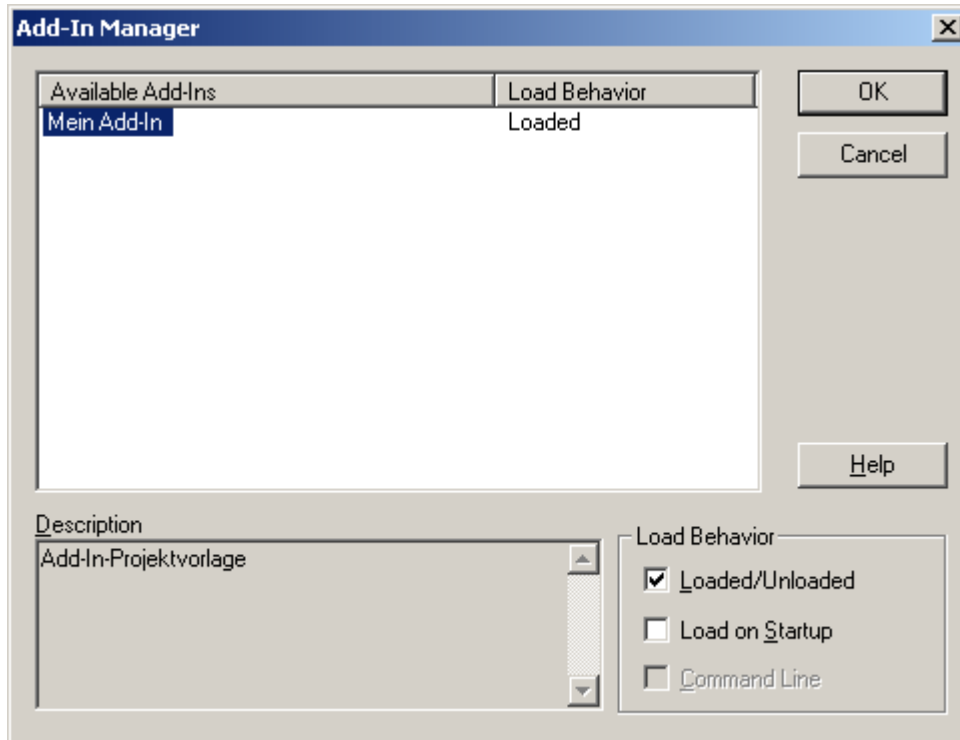 Add-In Manager
Available Add-Ins Load Behavior
Mein Add-In Loaded
OK
Cancel
Help
Description
Add-In-Projektvorlage
Load Behavior
Loaded/Unloaded
Load on Startup
Command Line